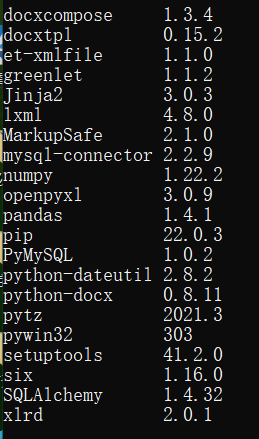 docxcompose 1.3.4
docxtpl 0.15.2
et-xmlfile 1.1.0
greenlet 1.1.2
Jinja2 3.0.3
lxml 4.8.0
MarkupSafe 2.1.0
mysql-connector 2.2.9
numpy 1.22.2
openpyxl 3.0.9
pandas 1.4.1
pip 22.0.3
PyMySQL 1.0.2
python-dateutil 2.8.2
python-docx 0.8.11
pytz 2021.3
pywin32 303
setuptools 41.2.0
six 1.16.0
SQLAlchemy 1.4.32
xlrd 2.0.1